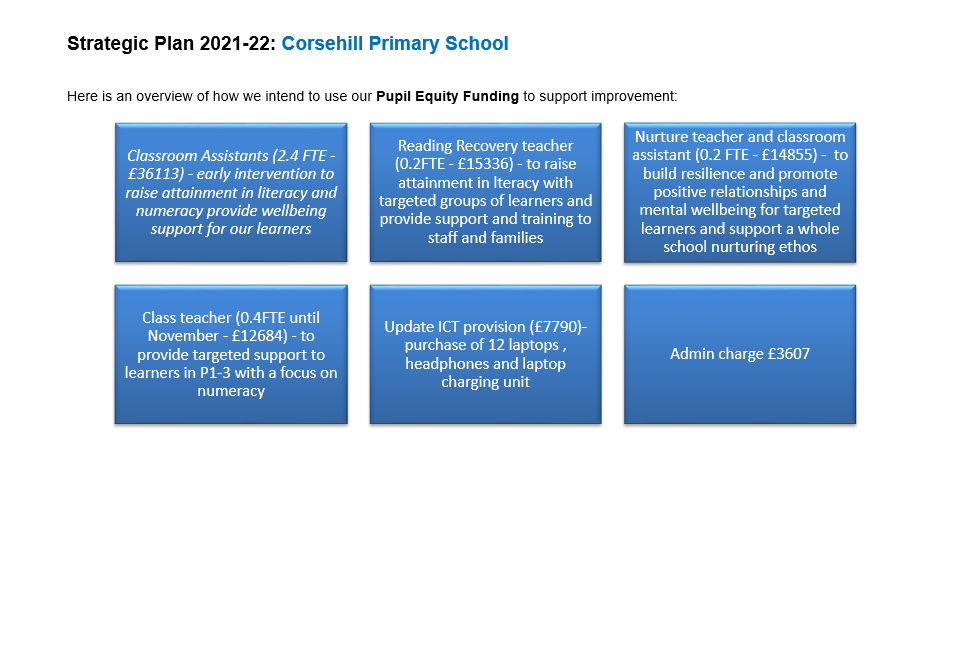 Strategic Plan 2021-22: Corsehill Primary School
Here is an overview of how we intend to use our Pupil Equity Funding to support improvement:
Classroom Assistants (2.4 FTE -
£36113) - early intervention to
raise attainment in literacy and
numeracy provide wellbeing
support for our learners
Reading Recovery teacher
(0.2FTE - £15336) - to raise
attainment in lteracy with
targeted groups of learners and
provide support and training to
staff and families
Nurture teacher and classroom
assistant (0.2 FTE - £14855) -  to
build resilience and promote
positive relationships and
mental wellbeing for targeted
learners and support a whole
school nurturing ethos
Class teacher (0.4FTE until
November - £12684) - to
provide targeted support to
learners in P1-3 with a focus on
numeracy
Update ICT provision (£7790)-
purchase of 12 laptops ,
headphones and laptop
charging unit
Admin charge £3607